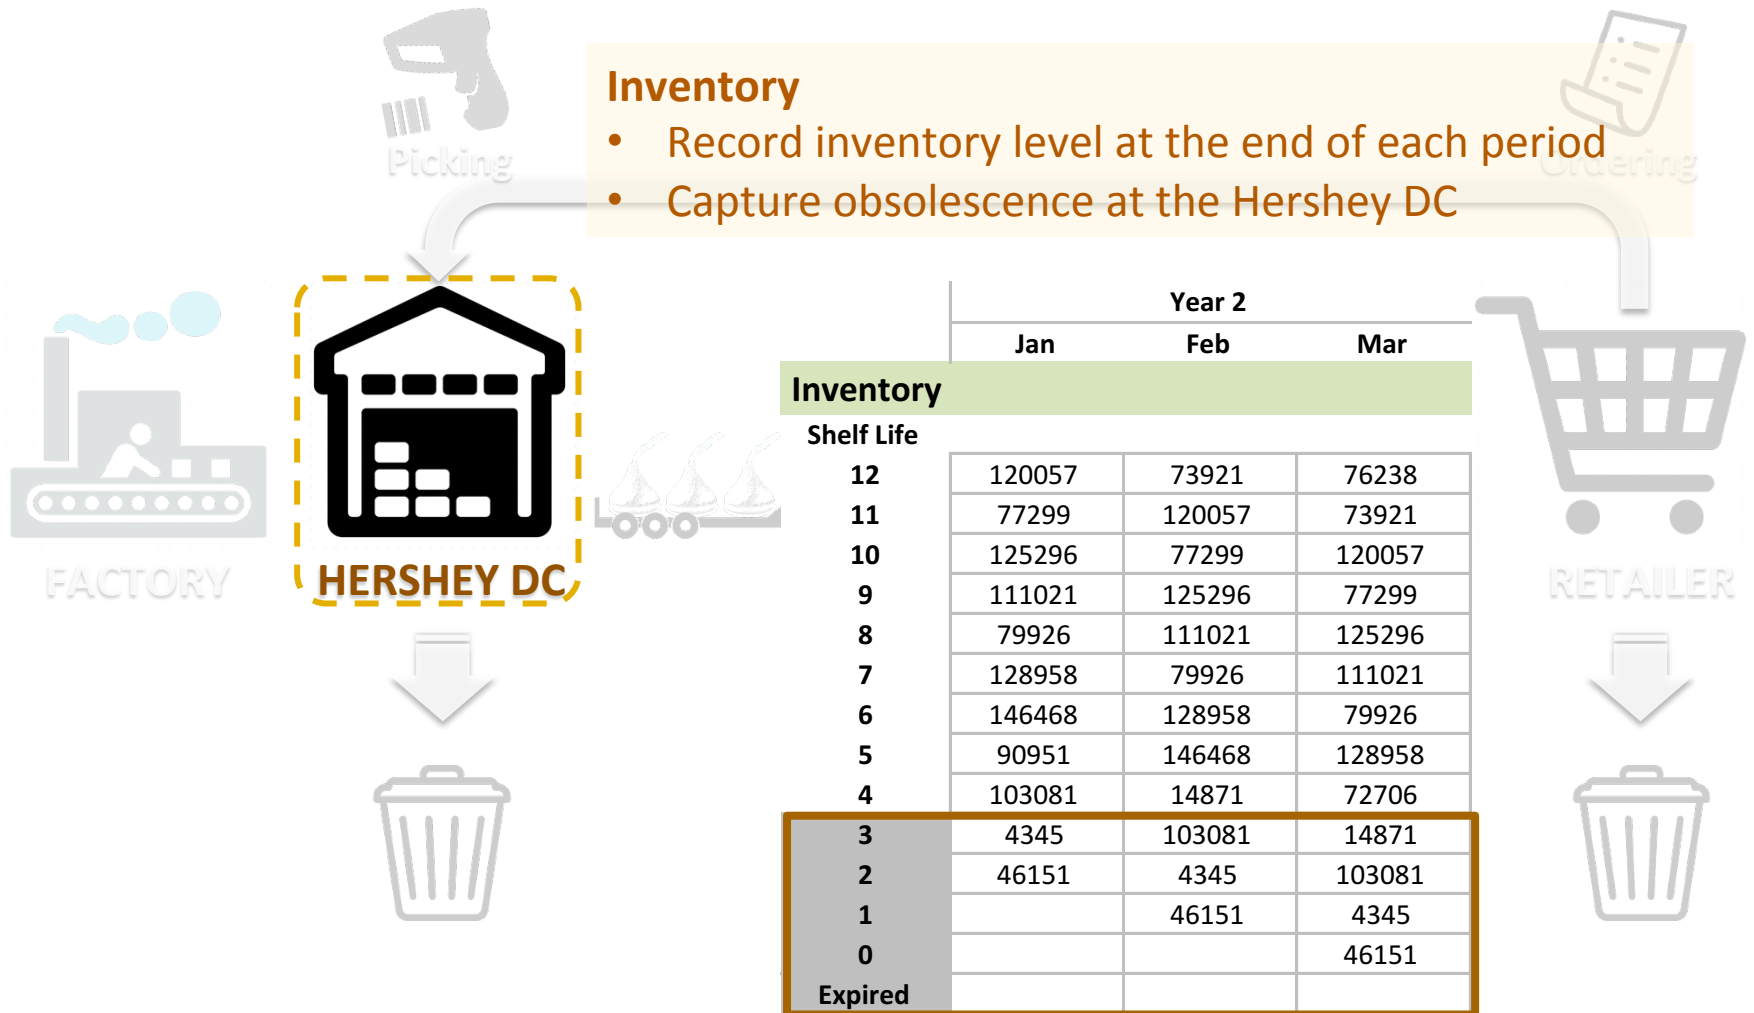 Picking
Inventory
• Record inventory level at the end of each period
• Capture obsolescence at the Hershey DC
Ordering
FACTORY
HERSHEY DC
RETAILER
Year 2
Jan Feb Mar
Inventory
Shelf Life
12 120057 73921 76238
11 77299 120057 73921
10 125296 77299 120057
9 111021 125296 77299
8 79926 111021 125296
7 128958 79926 111021
6 146468 128958 79926
5 90951 146468 128958
4 103081 14871 72706
3 4345 103081 14871
2 46151 4345 103081
1 46151 4345
0 46151
Expired